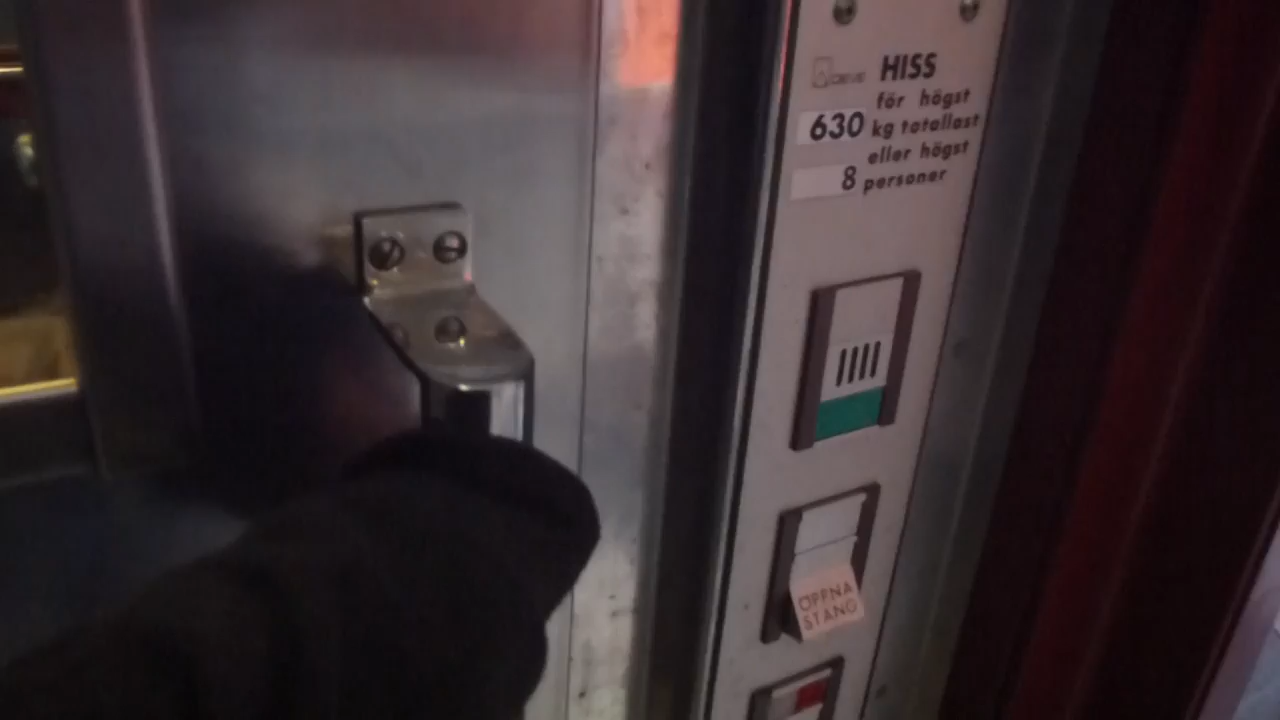 HISS
för högst
630 kg totallast
eller högst
8 personer
ÖPPNA
STÄNG